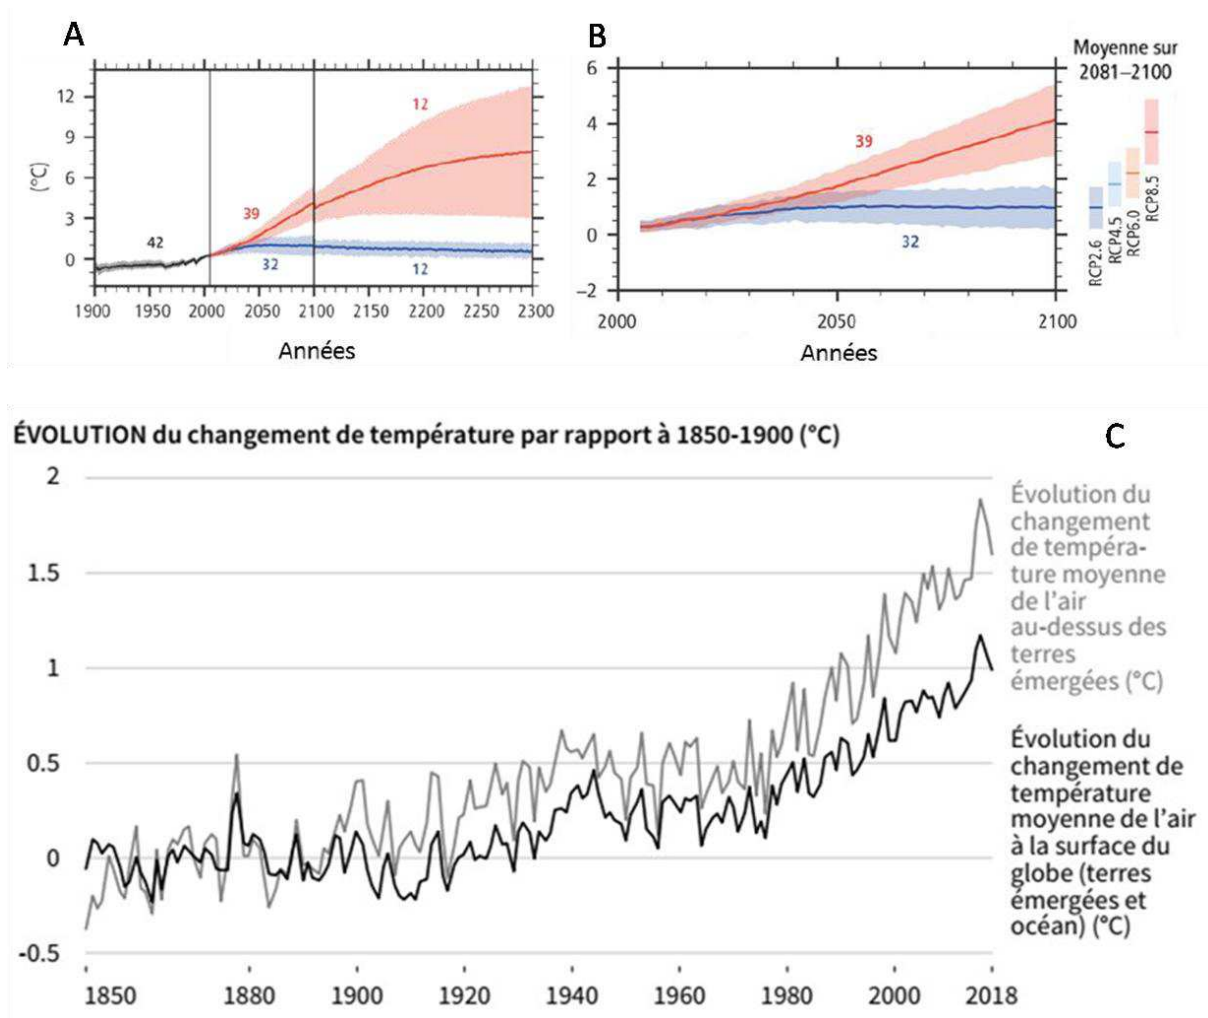 A
(°C)
12
9
6
3
0
42
39
32
12
12
1900 1950 2000 2050 2100 2150 2200 2250 2300
Années
B
6
4
2
0
−2
39
32
2000 2050 2100
Années
Moyenne sur
2081–2100
RCP2.6
RCP4.5
RCP6.0
RCP8.5
ÉVOLUTION du changement de température par rapport à 1850-1900 (°C)
C
2
1.5
1
0.5
0
-0.5
1850 1880 1900 1920 1940 1960 1980 2000 2018
Évolution du
changement
de tempéra-
ture moyenne
de l'air
au-dessus des
terres
émergées (°C)
Évolution du
changement de
température
moyenne de l'air
à la surface du
globe (terres
émergées et
océan) (°C)